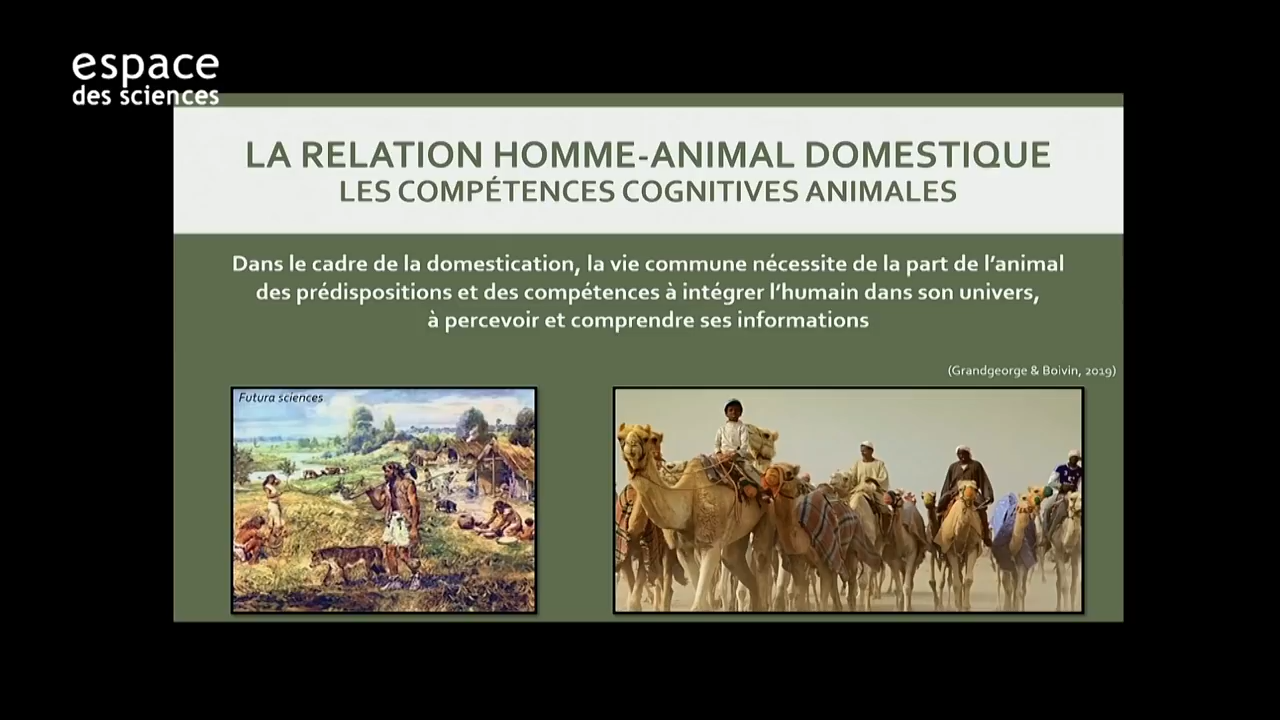 espace
des sciences
LA RELATION HOMME-ANIMAL DOMESTIQUE
LES COMPÉTENCES COGNITIVES ANIMALES
Dans le cadre de la domestication, la vie commune nécessite de la part de l'animal
des prédispositions et des compétences à intégrer l'humain dans son univers,
à percevoir et comprendre ses informations
(Grandgeorge & Boivin, 2019)
Futura sciences